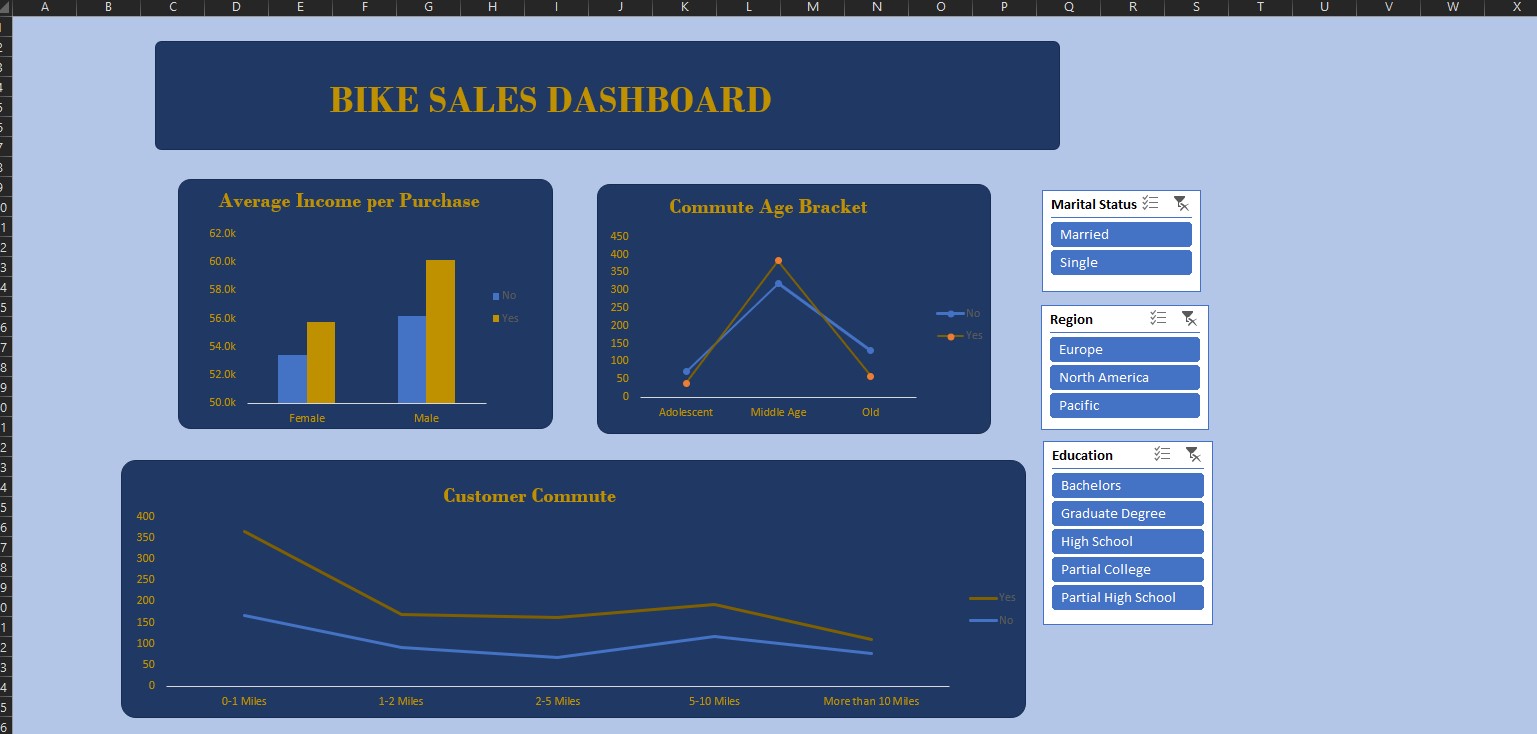 A B C D E F G H I J K L M N O P Q R S T U V W X
BIKE SALES DASHBOARD
Average Income per Purchase
62.0k
60.0k
58.0k
56.0k
54.0k
52.0k
50.0k
Female Male
No
Yes
Commute Age Bracket
450
400
350
300
250
200
150
100
50
0
Adolescent Middle Age Old
No
Yes
Marital Status
Married
Single
Region
Europe
North America
Pacific
Education
Bachelors
Graduate Degree
High School
Partial College
Partial High School
Customer Commute
400
350
300
250
200
150
100
50
0
0-1 Miles 1-2 Miles 2-5 Miles 5-10 Miles More than 10 Miles
Yes
No